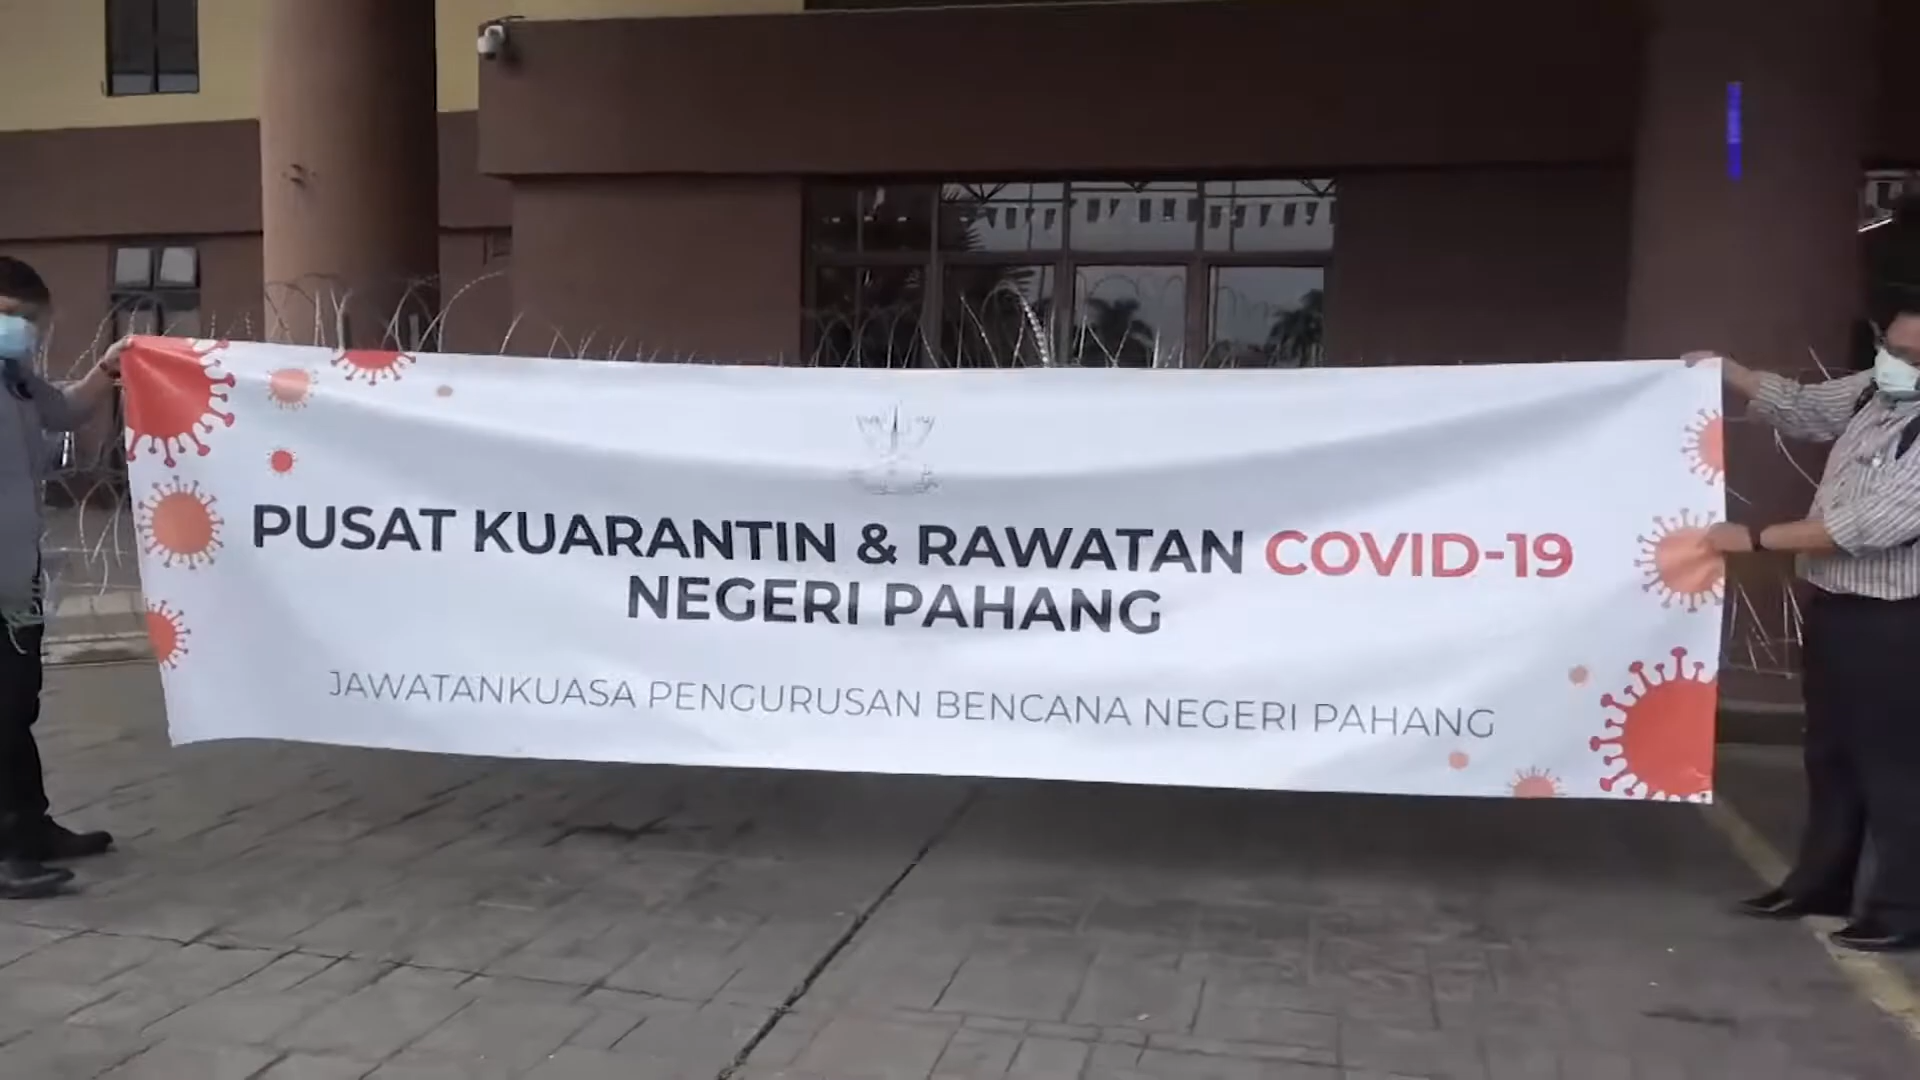 PUSAT KUARANTIN & RAWATAN COVID-19
NEGERI PAHANG
JAWATANKUASA PENGURUSAN BENCANA NEGERI PAHANG